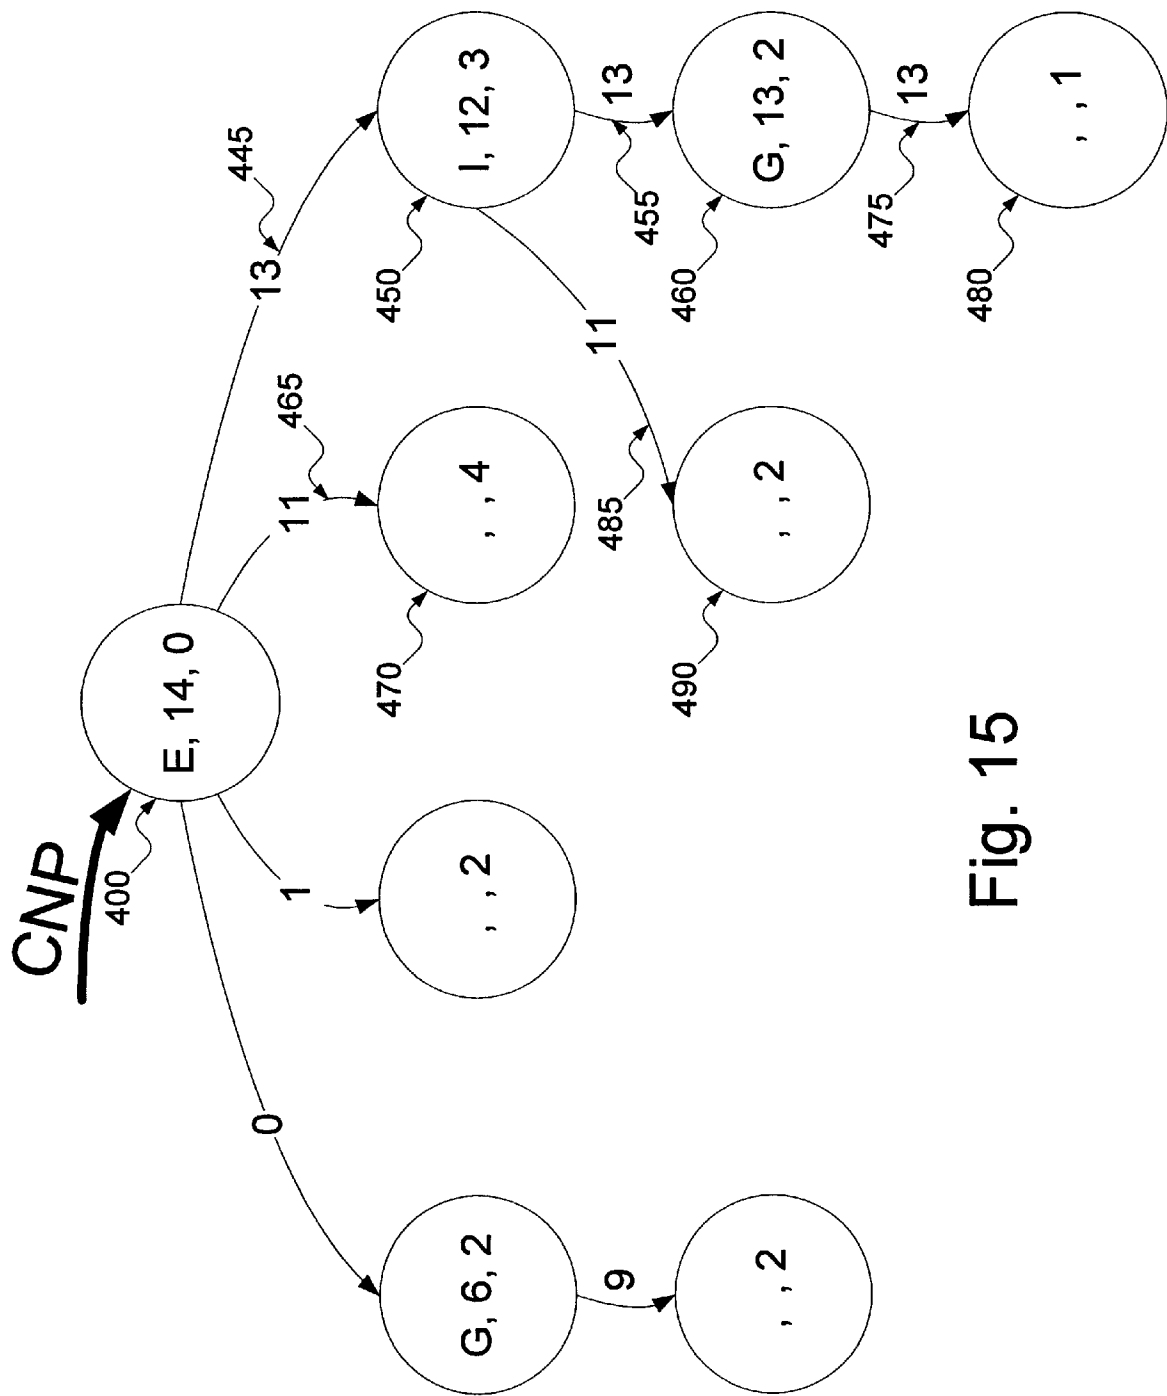 CNP
400
E, 14, 0
445
0
13
1
11
465
470
450
G, 6, 2
, , 2
, , 4
I, 12, 3
9
485
11
455
13
490
460
, , 2
, , 2
G, 13, 2
475
13
480
, , 1
Fig. 15